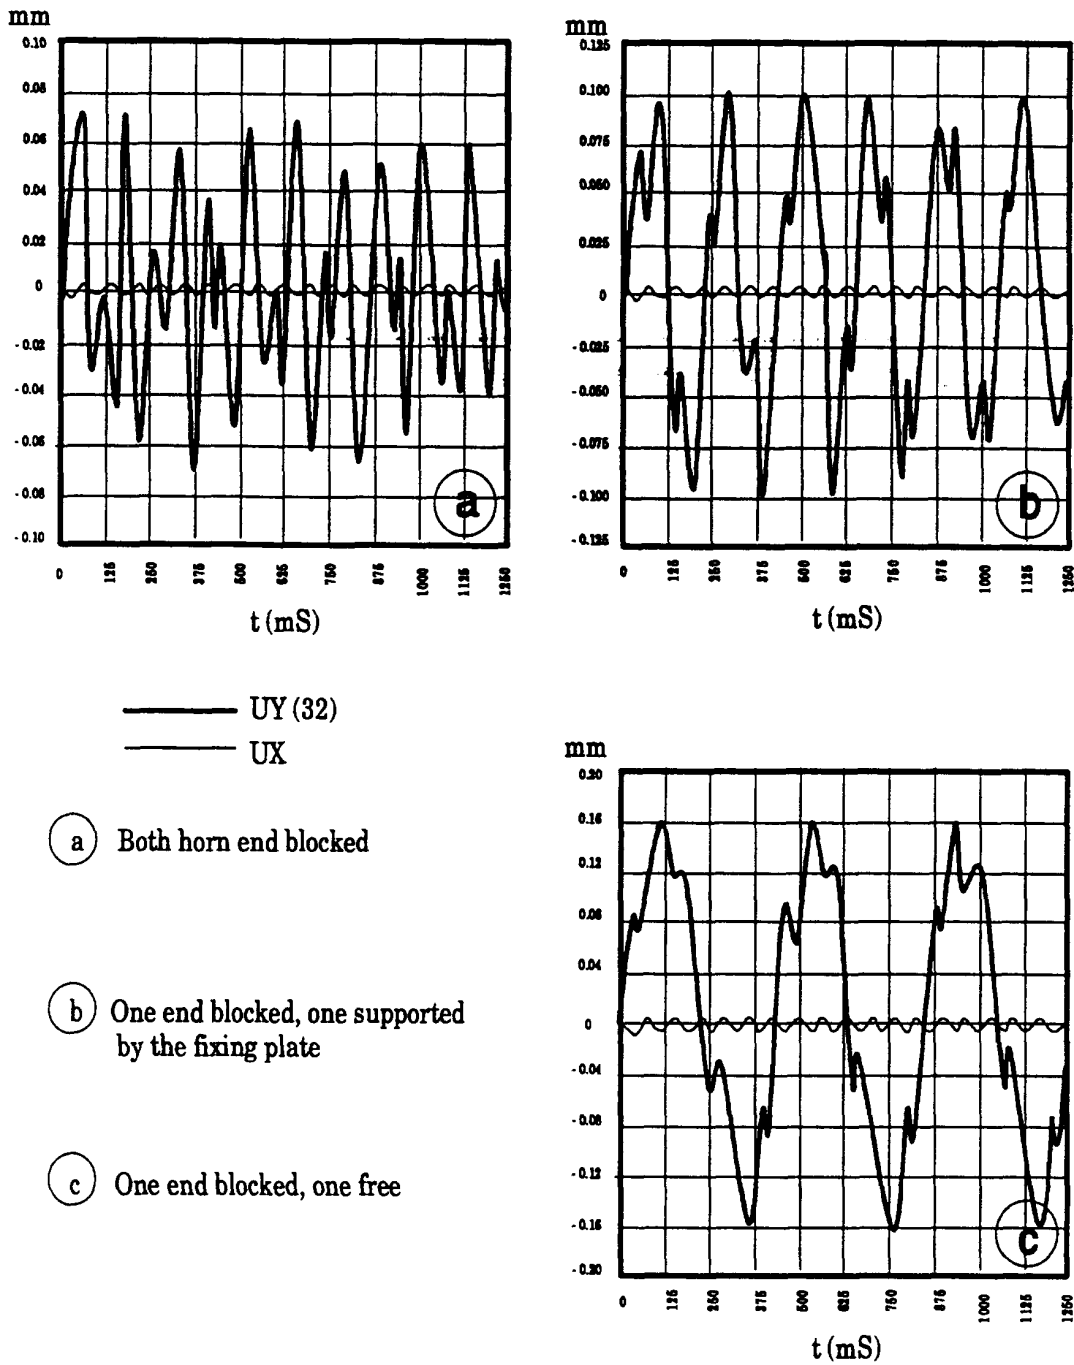 mm
0.10
0.08
0.06
0.04
0.02
0
- 0.02
- 0.04
- 0.06
- 0.08
- 0.10
a
0 125 250 375 500 625 750 875 1000 1125 1250
t (mS)
mm
0.125
0.100
0.075
0.050
0.025
0
- 0.025
- 0.050
- 0.075
- 0.100
- 0.125
b
0 125 250 375 500 625 750 875 1000 1125 1250
t (mS)
UY (32)
UX
a Both horn end blocked
b One end blocked, one supported
by the fixing plate
c One end blocked, one free
mm
0.20
0.16
0.12
0.08
0.04
0
- 0.04
- 0.08
- 0.12
- 0.16
- 0.20
c
0 125 250 375 500 625 750 875 1000 1125 1250
t (mS)